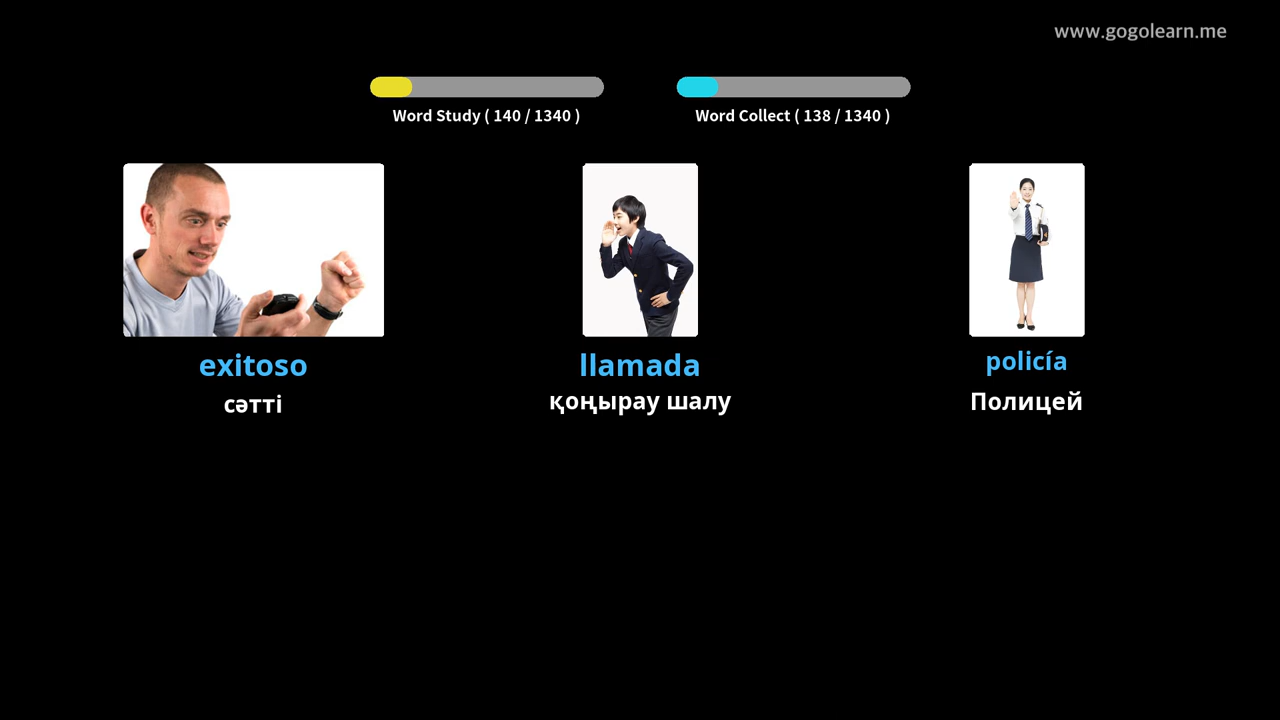 www.gogolearn.me
Word Study ( 140 / 1340 )
Word Collect ( 138 / 1340 )
exitoso
llamada
policía
сәтті
қоңырау шалу
Полицей